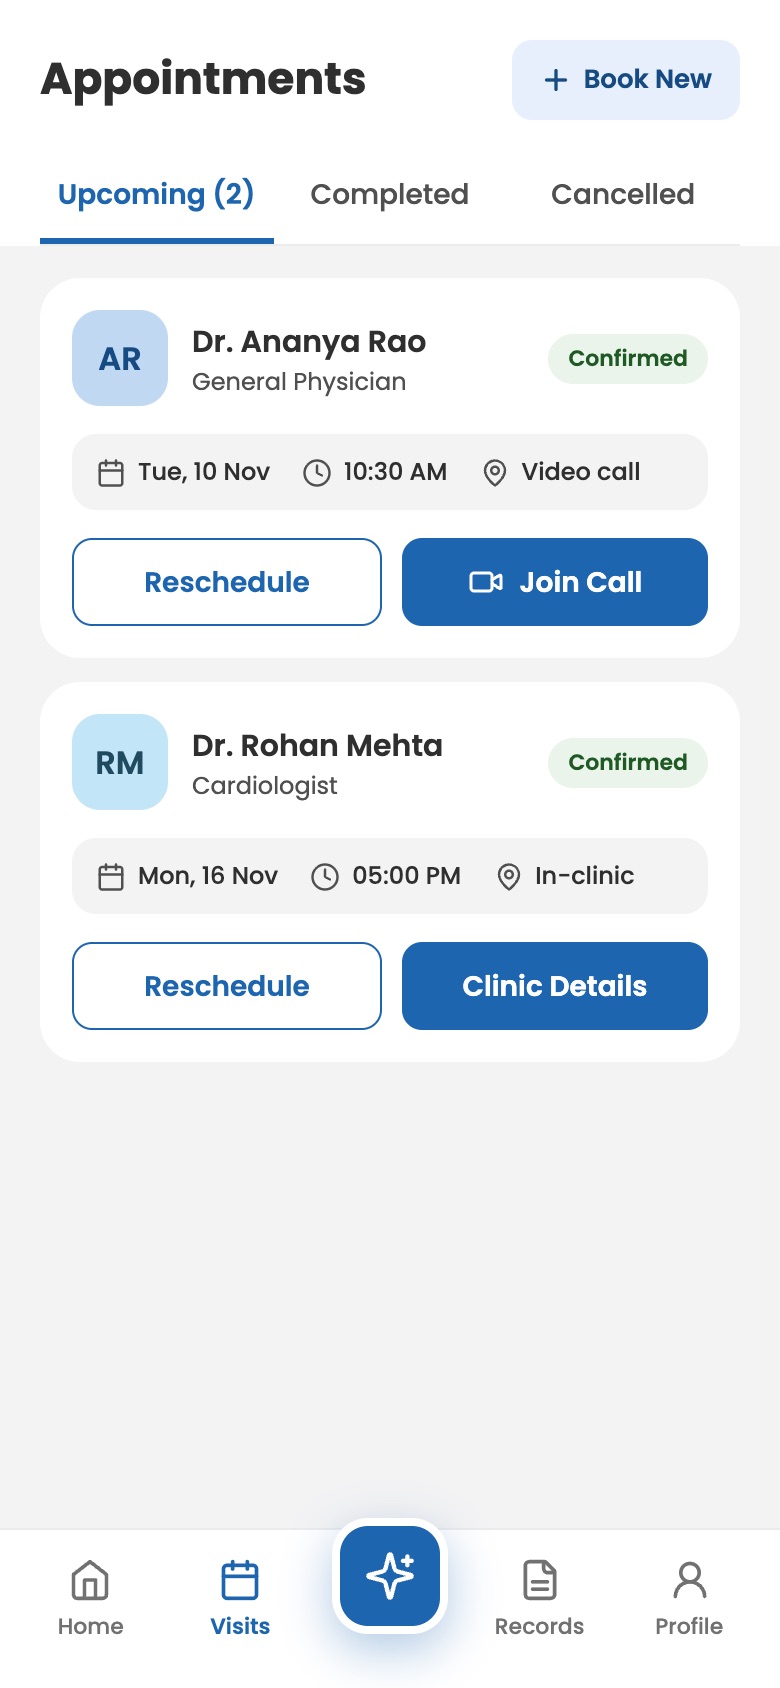 Appointments
Book New
Upcoming (2)
Completed
Cancelled
AR
Dr. Ananya Rao
General Physician
Confirmed
Tue, 10 Nov
10:30 AM
Video call
Reschedule
Join Call
RM
Dr. Rohan Mehta
Cardiologist
Confirmed
Mon, 16 Nov
05:00 PM
In-clinic
Reschedule
Clinic Details
Home
Visits
Records
Profile